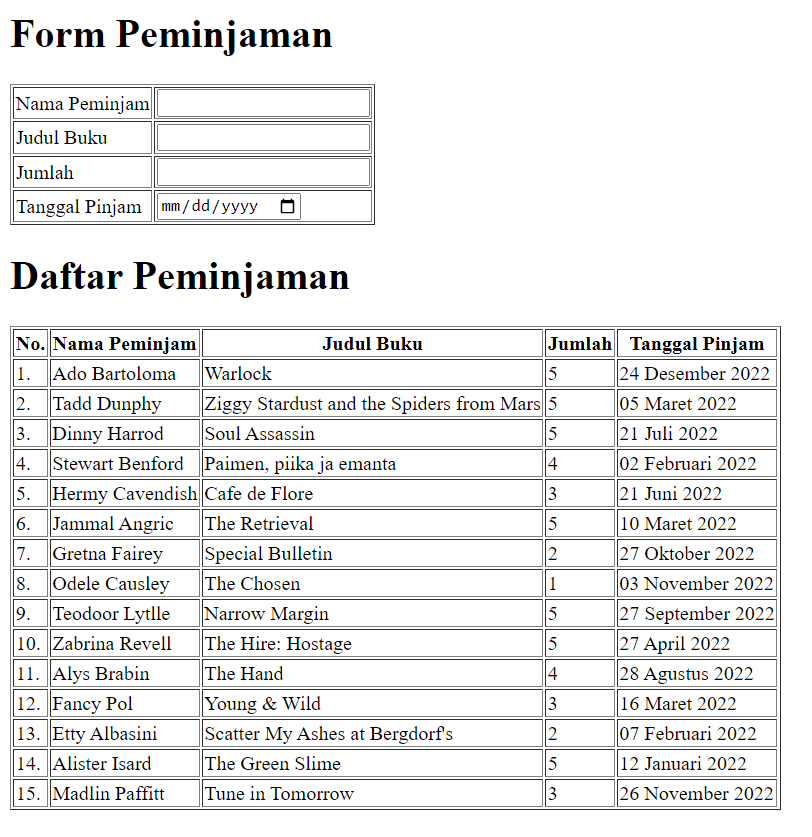 Form Peminjaman
Nama Peminjam
Judul Buku
Jumlah
Tanggal Pinjam mm/dd/yyyy
Daftar Peminjaman
No. Nama Peminjam Judul Buku Jumlah Tanggal Pinjam
1. Ado Bartoloma Warlock 5 24 Desember 2022
2. Tadd Dunphy Ziggy Stardust and the Spiders from Mars 5 05 Maret 2022
3. Dinny Harrod Soul Assassin 5 21 Juli 2022
4. Stewart Benford Paimen, piika ja emanta 4 02 Februari 2022
5. Hermy Cavendish Cafe de Flore 3 21 Juni 2022
6. Jammal Angric The Retrieval 5 10 Maret 2022
7. Gretna Fairey Special Bulletin 2 27 Oktober 2022
8. Odele Causley The Chosen 1 03 November 2022
9. Teodoor Lytlle Narrow Margin 5 27 September 2022
10. Zabrina Revell The Hire: Hostage 5 27 April 2022
11. Alys Brabin The Hand 4 28 Agustus 2022
12. Fancy Pol Young & Wild 3 16 Maret 2022
13. Etty Albasini Scatter My Ashes at Bergdorf's 2 07 Februari 2022
14. Alister Isard The Green Slime 5 12 Januari 2022
15. Madlin Paffitt Tune in Tomorrow 3 26 November 2022